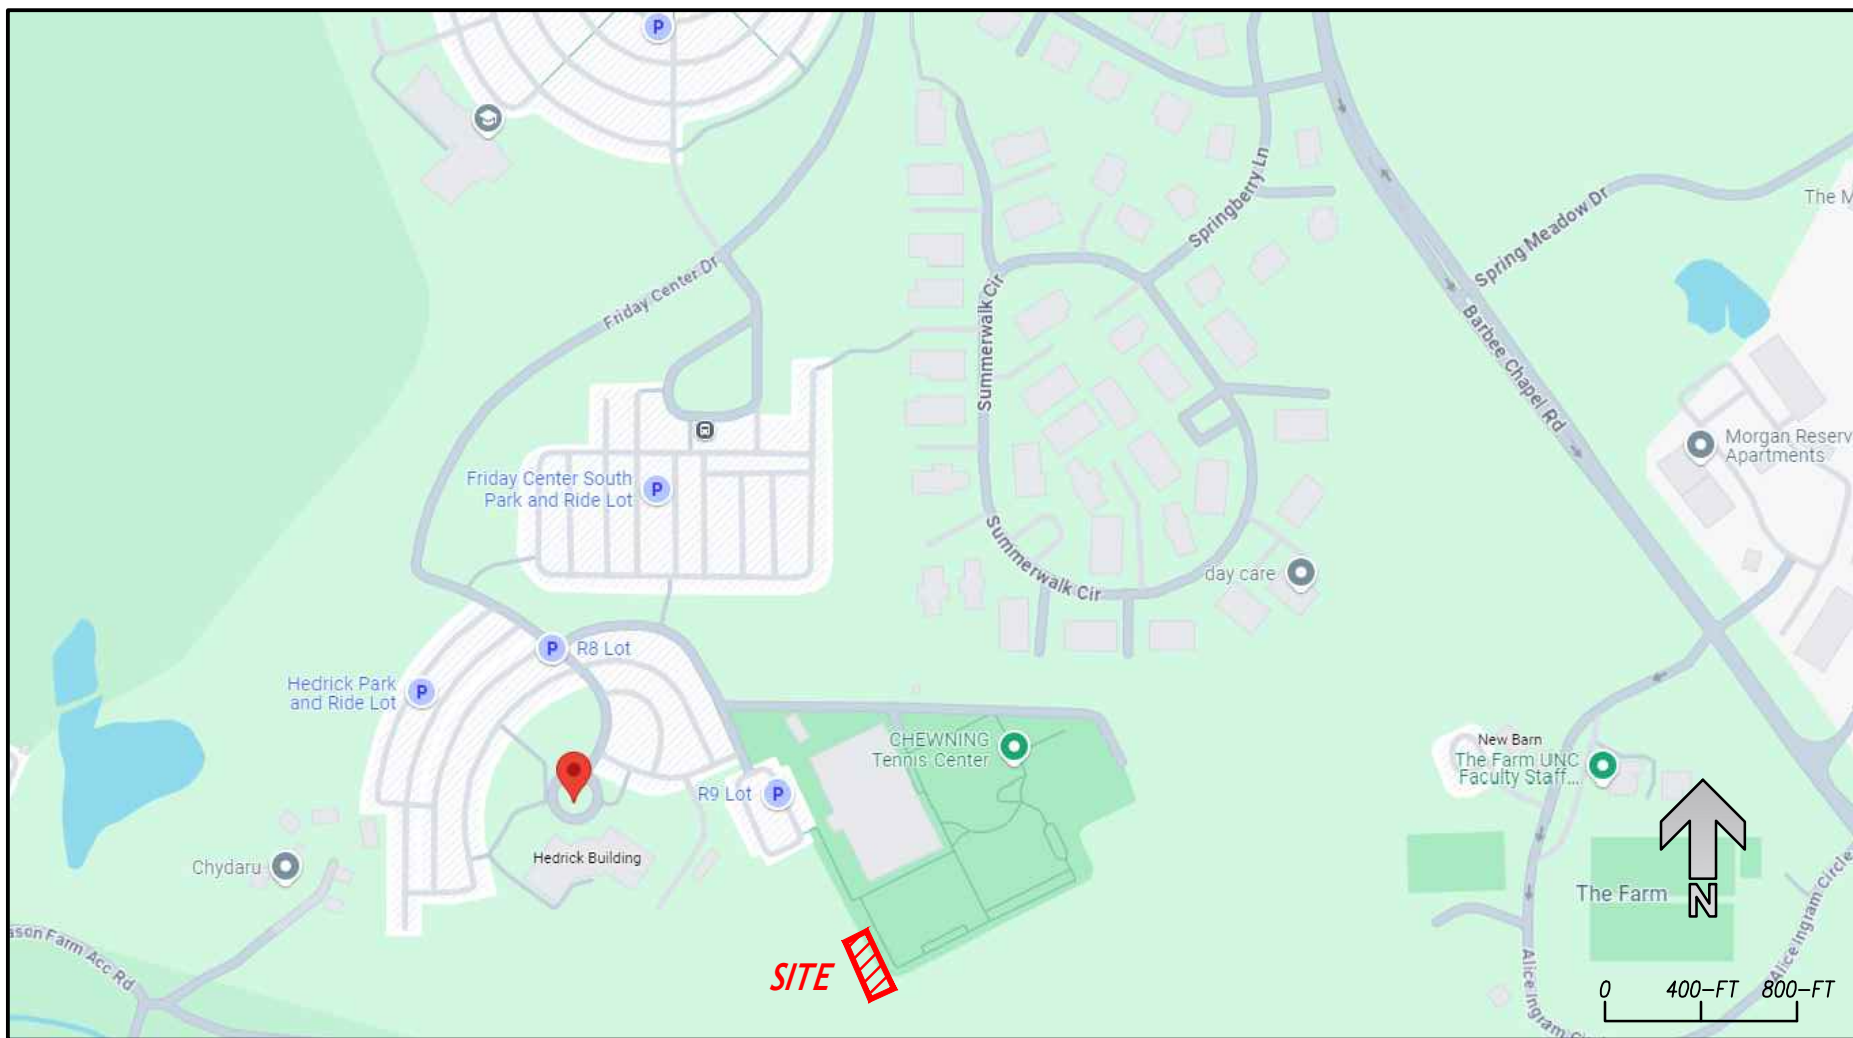 P
The M
Springberry Ln
Spring Meadow Dr
Friday Center Dr
Summerwalk Cir
Barbee Chapel Rd
Morgan Reserv
Apartments
Friday Center South
Park and Ride Lot
P
Summerwalk Cir
day care
P
R8 Lot
Hedrick Park
and Ride Lot
P
CHEWNING
Tennis Center
New Barn
The Farm UNC
Faculty Staff...
R9 Lot
P
Hedrick Building
Chydaru
The Farm
N
ason Farm Acc Rd
SITE
Alice Ingram Circle
Alice Ingram Ci
0 400-FT 800-FT